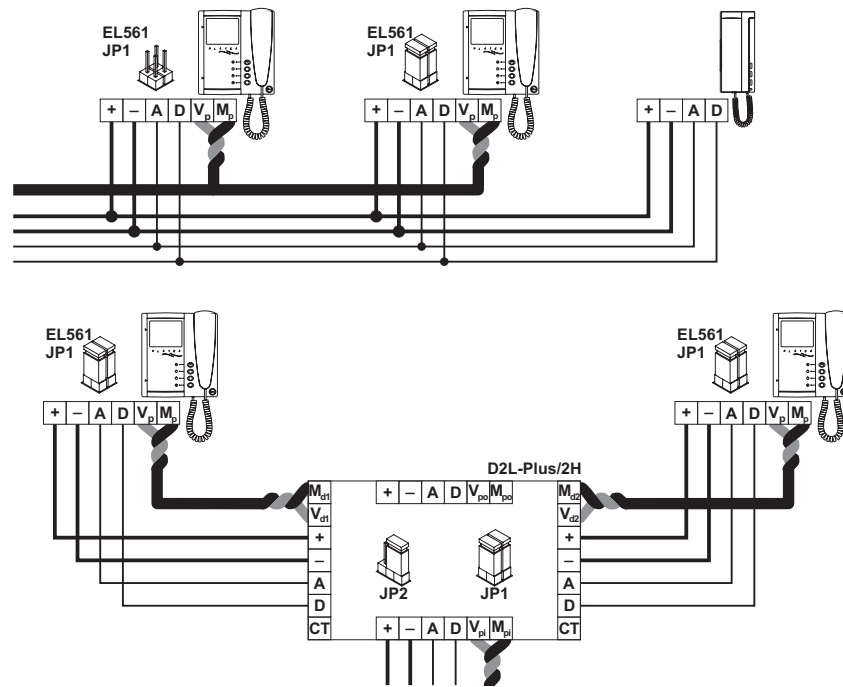 EL561
JP1
EL561
JP1
+ – A D Vp Mp
+ – A D Vp Mp
+ – A D
EL561
JP1
EL561
JP1
+ – A D Vp Mp
+ – A D Vp Mp
D2L-Plus/2H
Md1
Vd1
+
–
A
D
CT
+ – A D Vpo Mpo
JP2
JP1
+ – A D Vpi Mpi
Md2
Vd2
+
–
A
D
CT